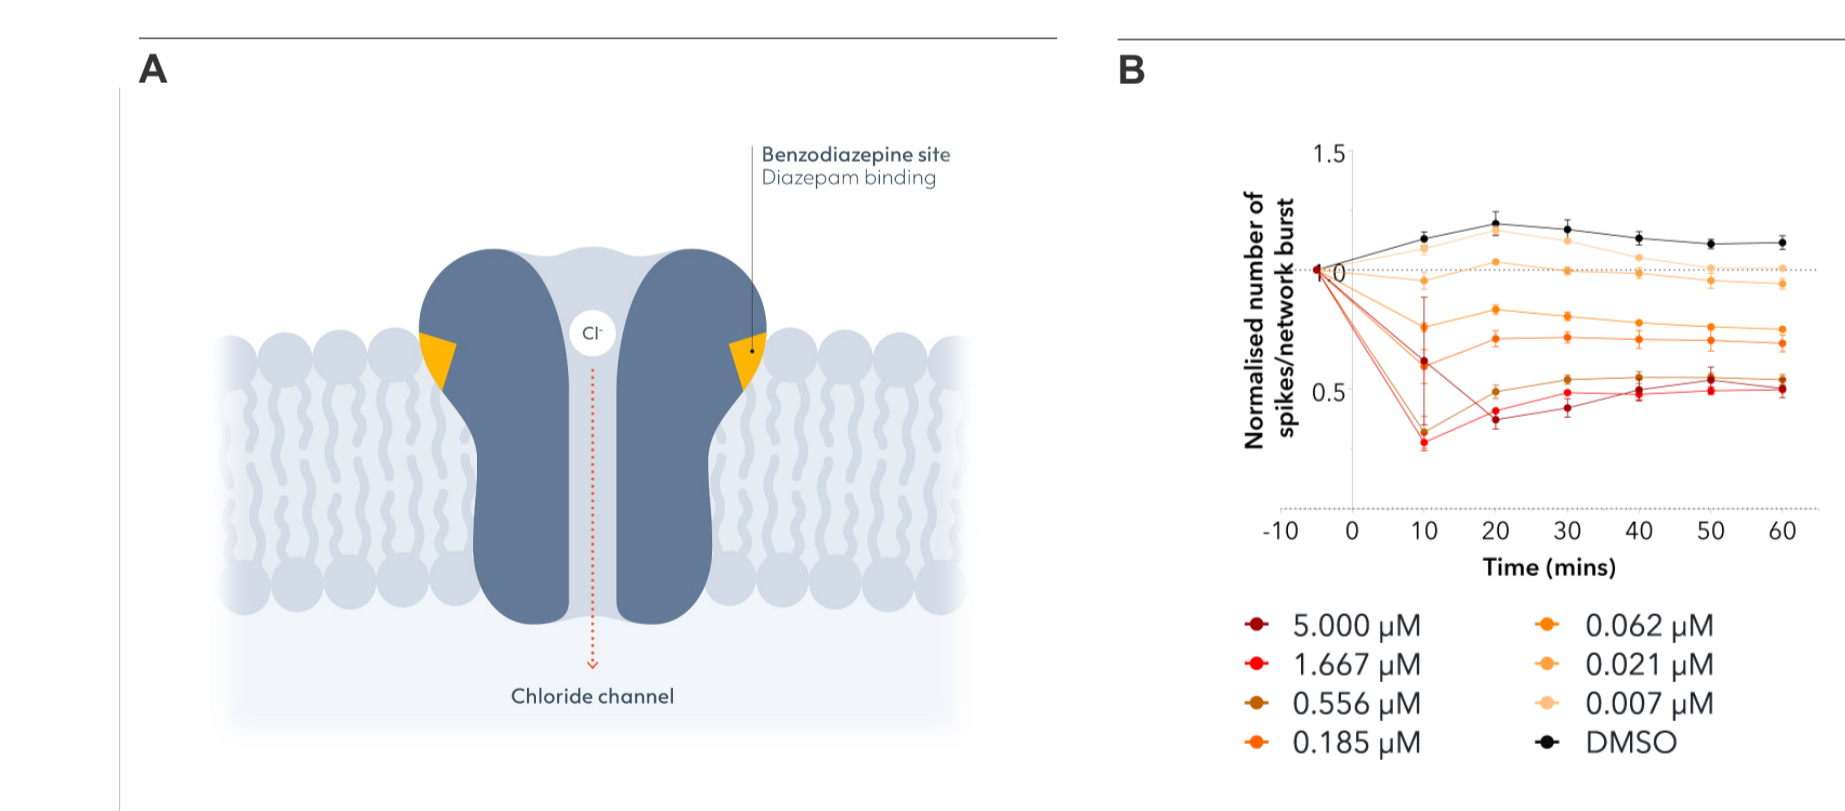 A
Benzodiazepine site
Diazepam binding
Cl-
Chloride channel
B
Normalised number of
spikes/network burst
1.5
1.0
0.5
-10 0 10 20 30 40 50 60
Time (mins)
5.000 µM
1.667 µM
0.556 µM
0.185 µM
0.062 µM
0.021 µM
0.007 µM
DMSO